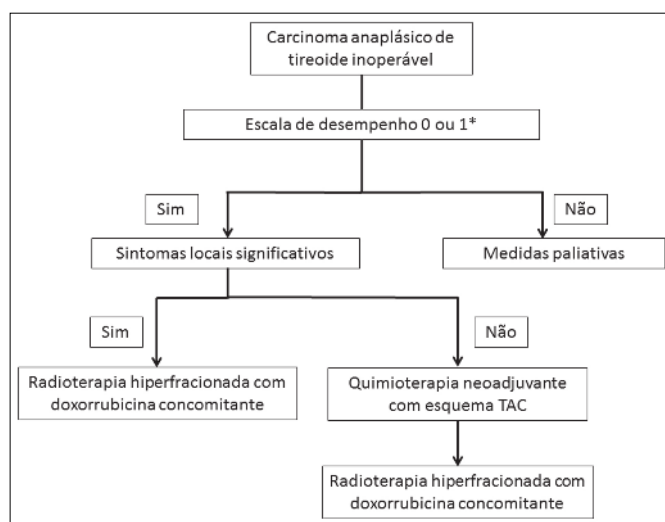 Carcinoma anaplásico de
tireoide inoperável
Escala de desempenho 0 ou 1*
Sim
Não
Sintomas locais significativos
Medidas paliativas
Sim
Não
Radioterapia hiperfracionada com
doxorrubicina concomitante
Quimioterapia neoadjuvante
com esquema TAC
Radioterapia hiperfracionada com
doxorrubicina concomitante